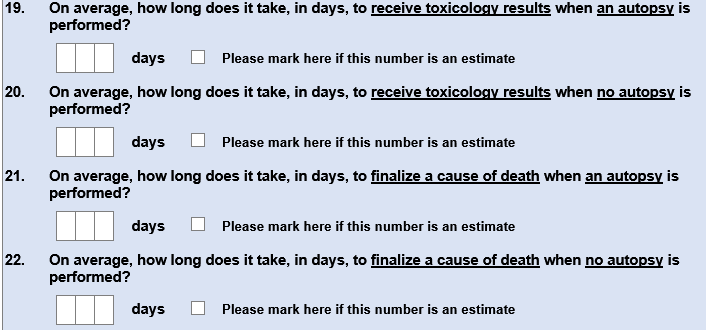 19. On average, how long does it take, in days, to receive toxicology results when an autopsy is
performed?
days Please mark here if this number is an estimate
20. On average, how long does it take, in days, to receive toxicology results when no autopsy is
performed?
days Please mark here if this number is an estimate
21. On average, how long does it take, in days, to finalize a cause of death when an autopsy is
performed?
days Please mark here if this number is an estimate
22. On average, how long does it take, in days, to finalize a cause of death when no autopsy is
performed?
days Please mark here if this number is an estimate